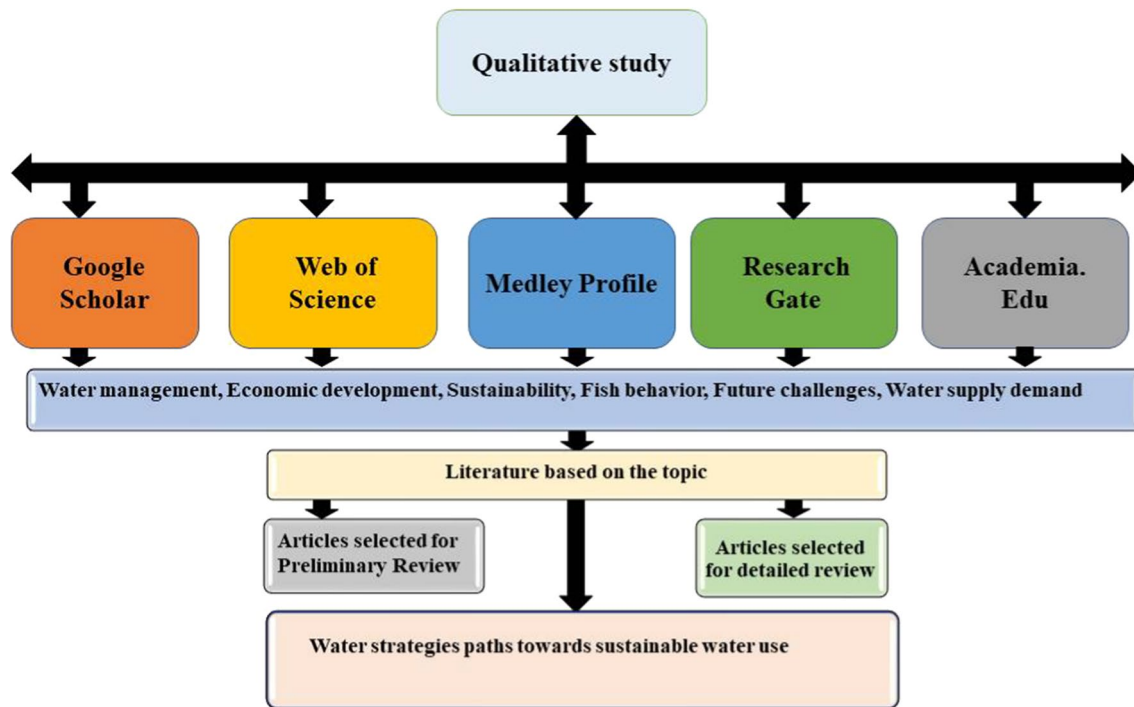 Qualitative study
Google
Scholar
Web of
Science
Medley Profile
Research
Gate
Academia.
Edu
Water management, Economic development, Sustainability, Fish behavior, Future challenges, Water supply demand
Literature based on the topic
Articles selected for
Preliminary Review
Articles selected
for detailed review
Water strategies paths towards sustainable water use